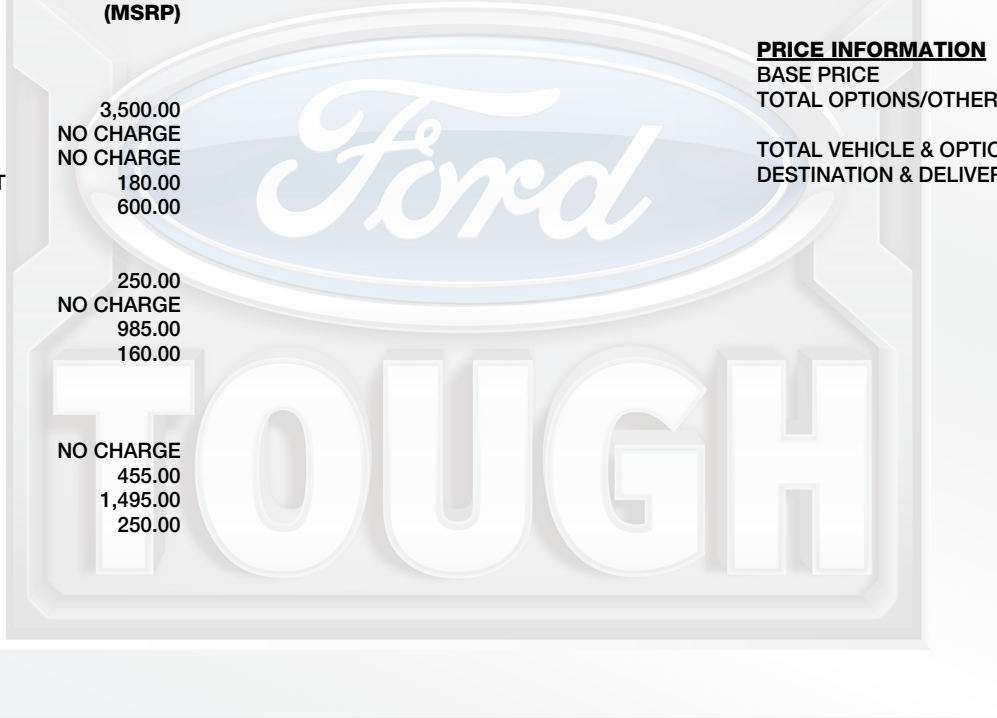 (MSRP)
3,500.00
NO CHARGE
NO CHARGE
T 180.00
600.00
250.00
NO CHARGE
985.00
160.00
NO CHARGE
455.00
1,495.00
250.00
PRICE INFORMATION
BASE PRICE
TOTAL OPTIONS/OTHER
TOTAL VEHICLE & OPTIO
DESTINATION & DELIVER
Ford
TOUGH